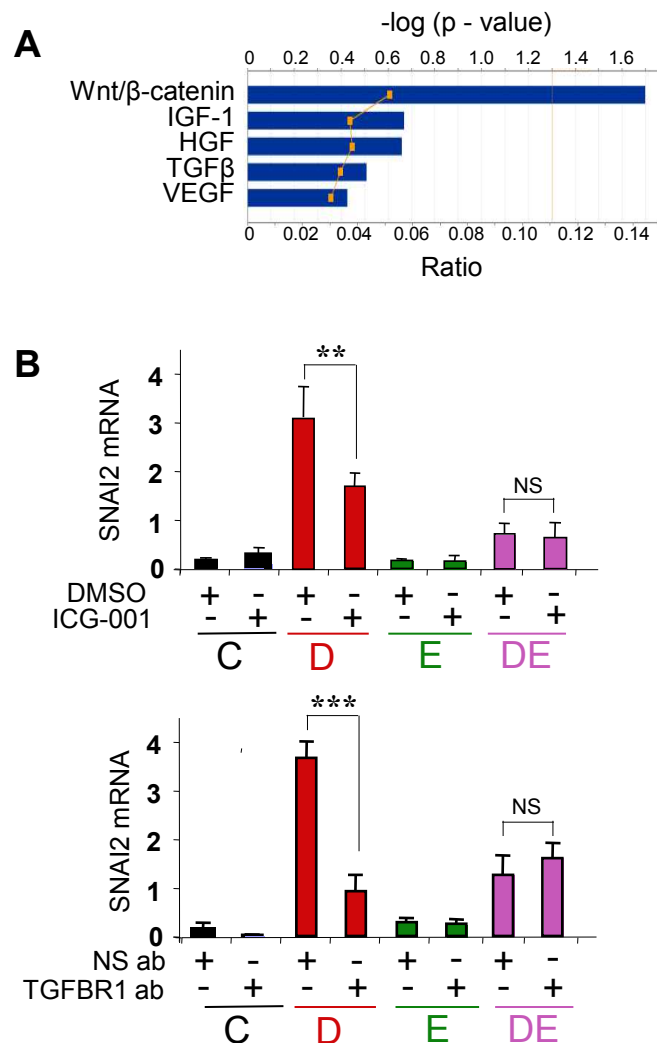 A
-log (p - value)
0 0.2 0.4 0.6 0.8 1.0 1.2 1.4 1.6
Wnt/β-catenin
IGF-1
HGF
TGFβ
VEGF
0 0.02 0.04 0.06 0.08 0.10 0.12 0.14
Ratio
B
SNAI2 mRNA
4
3
2
1
0
**
NS
DMSO + - + - + - + -
ICG-001 - + - + - + - +
C D E DE
SNAI2 mRNA
4
3
2
1
0
***
NS
NS ab + - + - + - + -
TGFBR1 ab - + - + - + - +
C D E DE